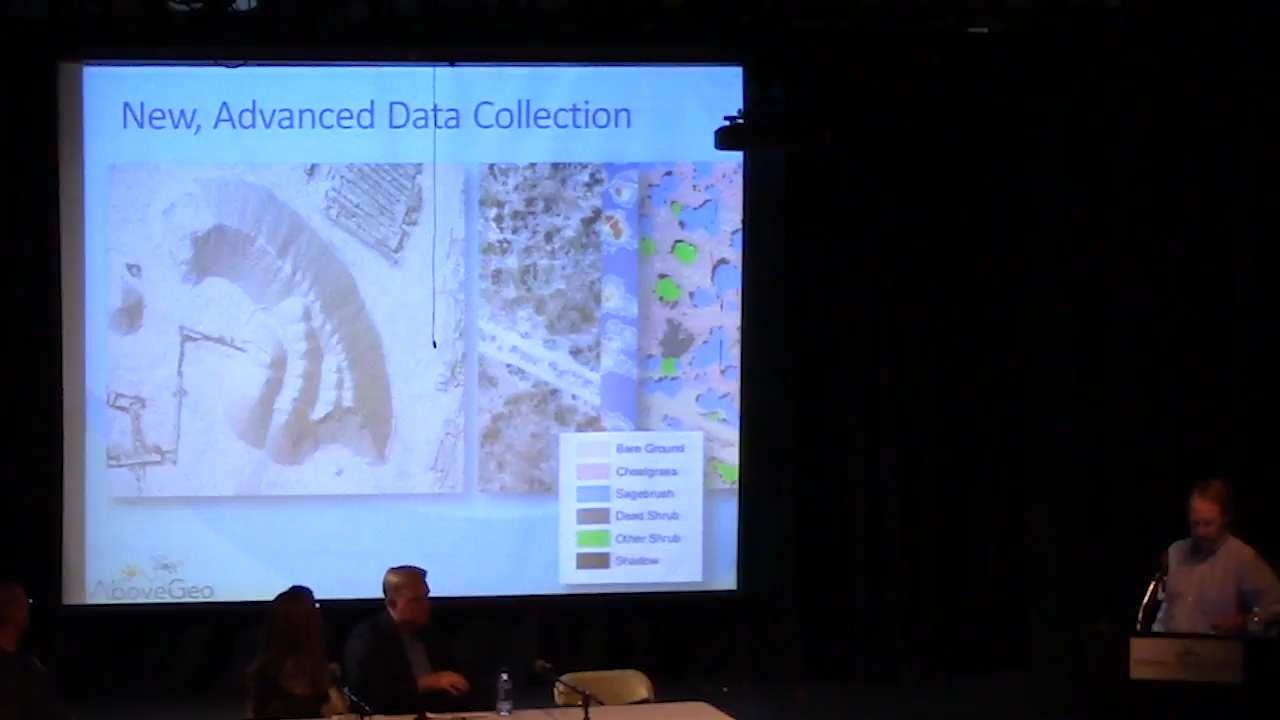 New, Advanced Data Collection
Bare Ground
Cheatgrass
Sagebrush
Dead Shrub
Other Shrub
Shadow
AboveGeo